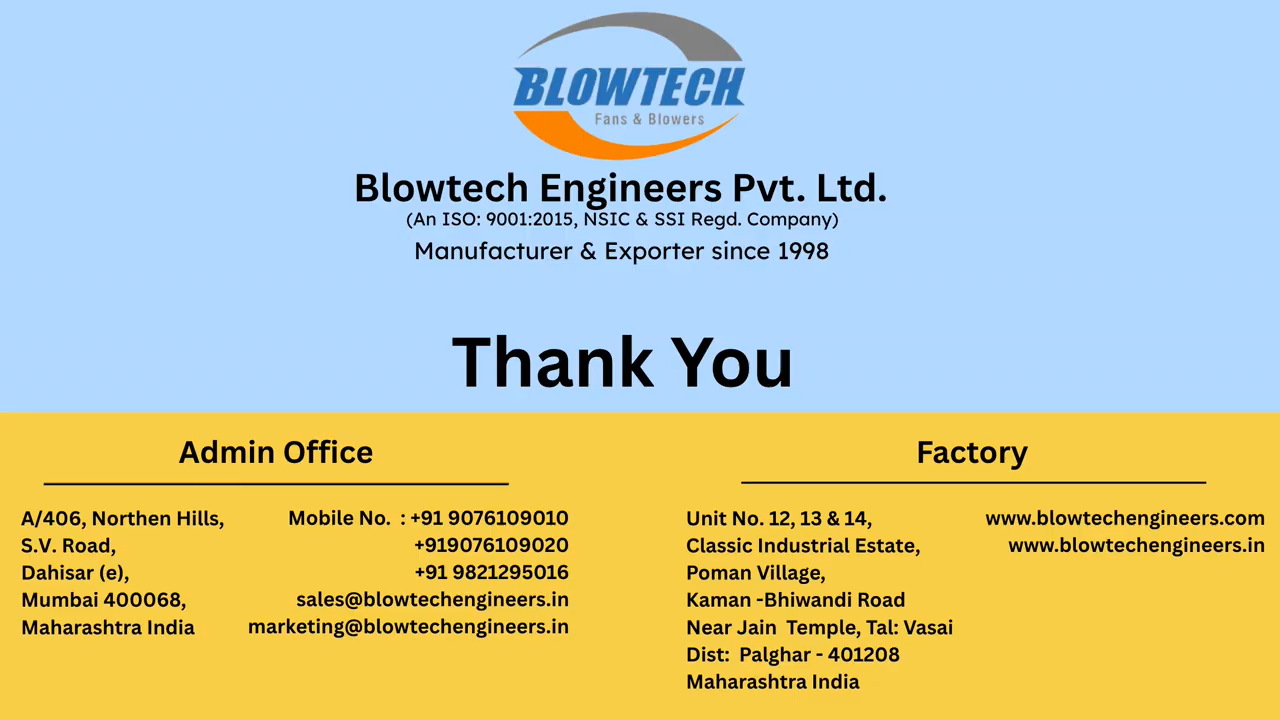 BLOWTECH
Fans & Blowers
Blowtech Engineers Pvt. Ltd.
(An ISO: 9001:2015, NSIC & SSI Regd. Company)
Manufacturer & Exporter since 1998
Thank You
Admin Office
A/406, Northen Hills,
S.V. Road,
Dahisar (e),
Mumbai 400068,
Maharashtra India
Mobile No.  : +91 9076109010
+919076109020
+91 9821295016
sales@blowtechengineers.in
marketing@blowtechengineers.in
Factory
Unit No. 12, 13 & 14,
Classic Industrial Estate,
Poman Village,
Kaman -Bhiwandi Road
Near Jain  Temple, Tal: Vasai
Dist:  Palghar - 401208
Maharashtra India
www.blowtechengineers.com
www.blowtechengineers.in